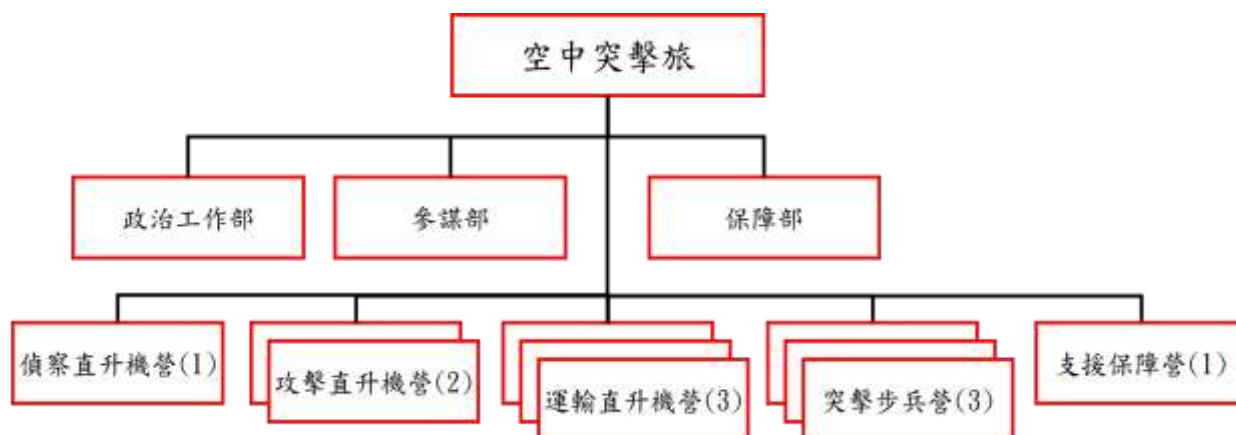 空中突擊旅
政治工作部
參謀部
保障部
偵察直升機營(1)
攻擊直升機營(2)
運輸直升機營(3)
突擊步兵營(3)
支援保障營(1)